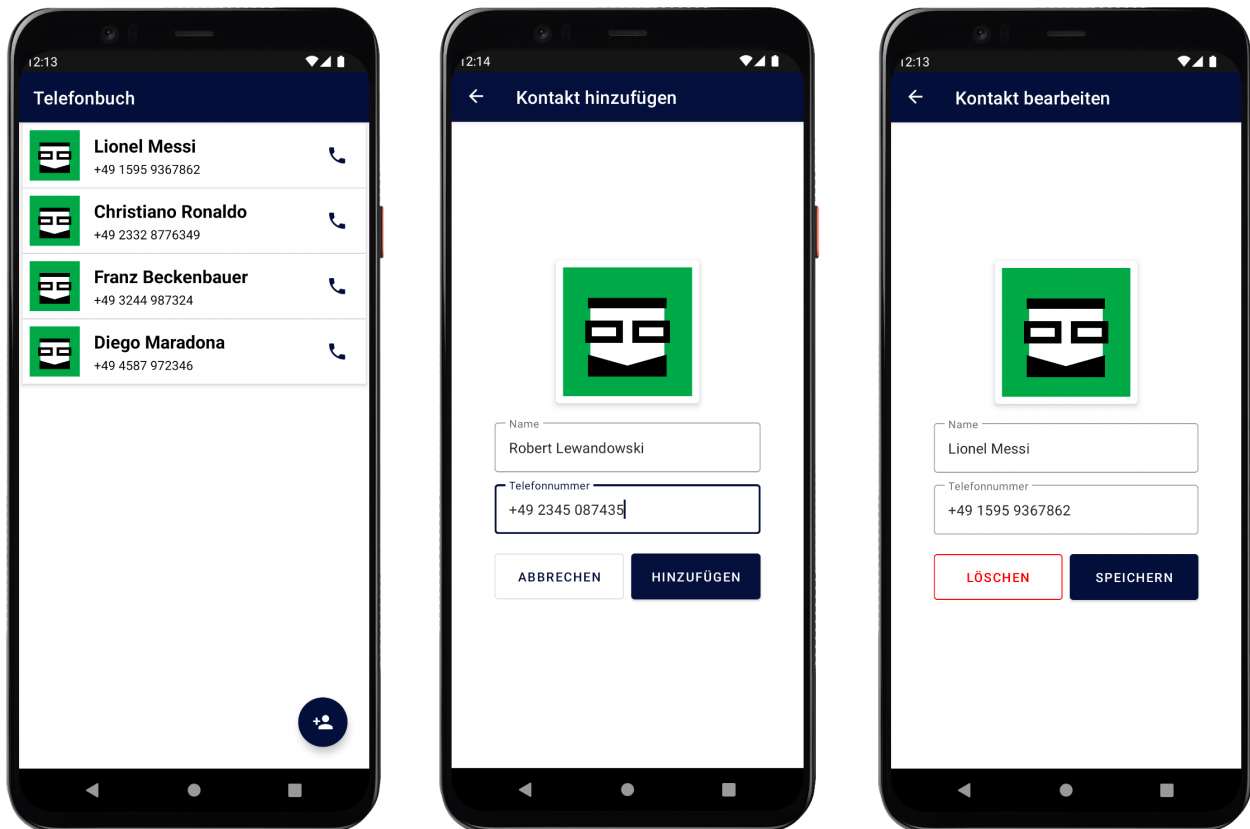 12:13
Telefonbuch
Lionel Messi
+49 1595 9367862
Christiano Ronaldo
+49 2332 8776349
Franz Beckenbauer
+49 3244 987324
Diego Maradona
+49 4587 972346
12:14
Kontakt hinzufügen
Name
Robert Lewandowski
Telefonnummer
+49 2345 087435
ABBRECHEN HINZUFÜGEN
12:13
Kontakt bearbeiten
Name
Lionel Messi
Telefonnummer
+49 1595 9367862
LÖSCHEN SPEICHERN